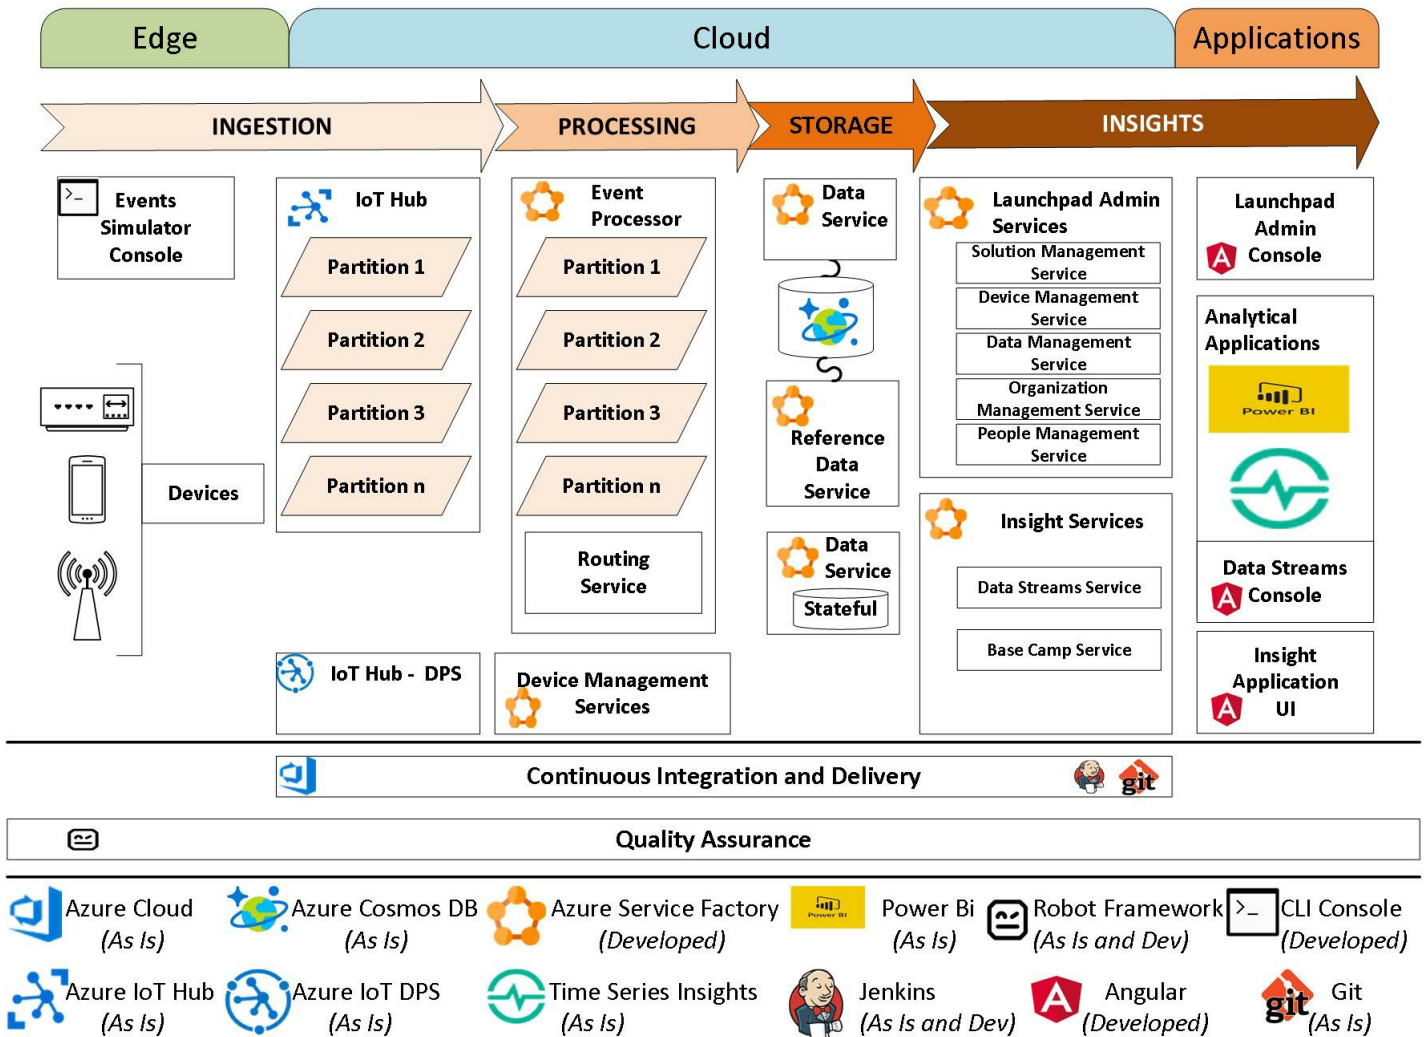 Edge
Cloud
Applications
INGESTION
PROCESSING
STORAGE
INSIGHTS
>_
Events
Simulator
Console
Devices
IoT Hub
Partition 1
Partition 2
Partition 3
Partition n
IoT Hub - DPS
Event
Processor
Partition 1
Partition 2
Partition 3
Partition n
Routing
Service
Device Management
Services
Data
Service
Reference
Data
Service
Data
Service
Stateful
Launchpad Admin
Services
Solution Management
Service
Device Management
Service
Data Management
Service
Organization
Management Service
People Management
Service
Insight Services
Data Streams Service
Base Camp Service
Launchpad
Admin
Console
Analytical
Applications
Power BI
Data Streams
Console
Insight
Application
UI
Continuous Integration and Delivery
git
Quality Assurance
Azure Cloud
(As Is)
Azure Cosmos DB
(As Is)
Azure Service Factory
(Developed)
Power BI
Power Bi
(As Is)
Robot Framework
(As Is and Dev)
>_
CLI Console
(Developed)
Azure IoT Hub
(As Is)
Azure IoT DPS
(As Is)
Time Series Insights
(As Is)
Jenkins
(As Is and Dev)
Angular
(Developed)
git
Git
(As Is)